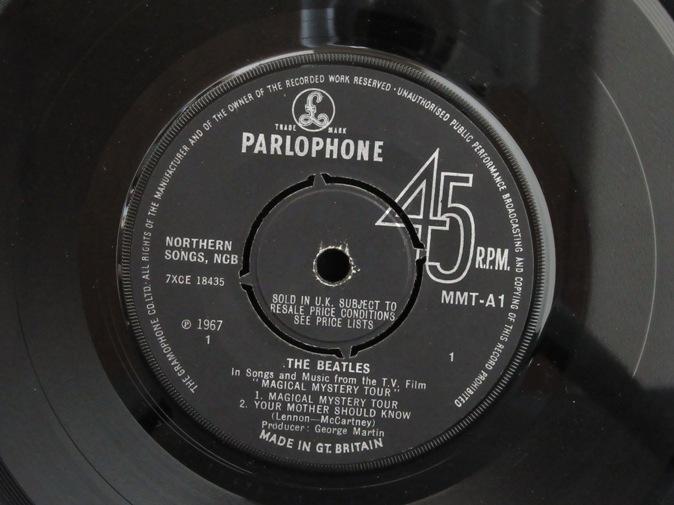 THE GRAMOPHONE CO. LTD. · ALL RIGHTS OF THE MANUFACTURER AND OF THE OWNER OF THE RECORDED WORK RESERVED · UNAUTHORISED PUBLIC PERFORMANCE BROADCASTING AND COPYING OF THIS RECORD PROHIBITED
£
TRADE MARK
PARLOPHONE
45 R.P.M.
NORTHERN
SONGS, NCB
7XCE 18435
MMT-A1
SOLD IN U.K. SUBJECT TO
RESALE PRICE CONDITIONS
SEE PRICE LISTS
℗ 1967
1
1
THE BEATLES
In Songs and Music from the T.V. Film
"MAGICAL MYSTERY TOUR"
1. MAGICAL MYSTERY TOUR
2. YOUR MOTHER SHOULD KNOW
(Lennon—McCartney)
Producer: George Martin
MADE IN GT. BRITAIN